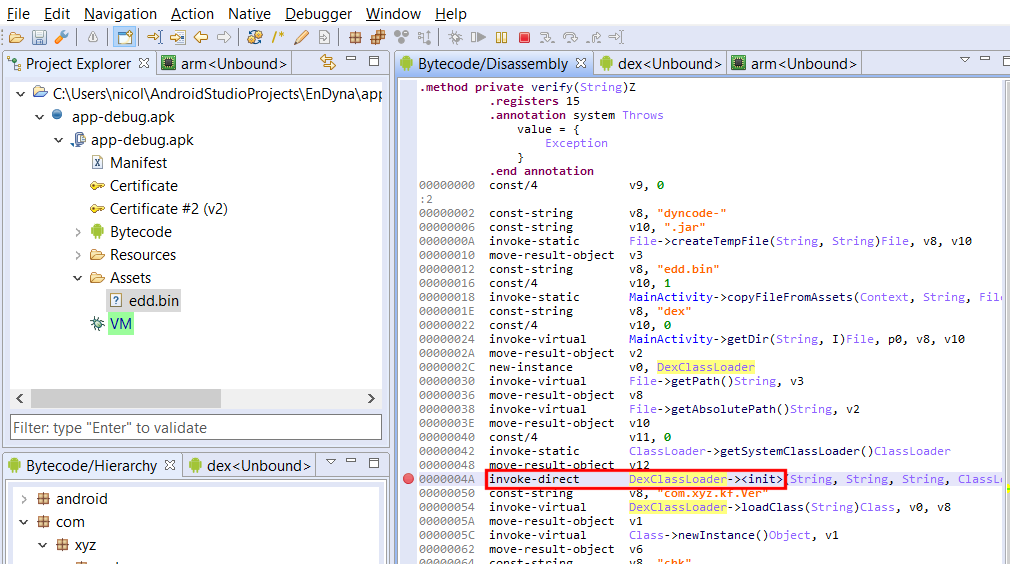 File Edit Navigation Action Native Debugger Window Help
Project Explorer arm<Unbound>
C:\Users\nicol\AndroidStudioProjects\EnDyna\app
app-debug.apk
app-debug.apk
Manifest
Certificate
Certificate #2 (v2)
Bytecode
Resources
Assets
edd.bin
VM
Filter: type "Enter" to validate
Bytecode/Hierarchy dex<Unbound>
android
com
xyz
Bytecode/Disassembly dex<Unbound> arm<Unbound>
.method private verify(String)Z
.registers 15
.annotation system Throws
value = {
Exception
}
.end annotation
00000000 const/4 v9, 0
:2
00000002 const-string v8, "dyncode-"
00000006 const-string v10, ".jar"
0000000A invoke-static File->createTempFile(String, String)File, v8, v10
00000010 move-result-object v3
00000012 const-string v8, "edd.bin"
00000016 const/4 v10, 1
00000018 invoke-static MainActivity->copyFileFromAssets(Context, String, File
0000001E const-string v8, "dex"
00000022 const/4 v10, 0
00000024 invoke-virtual MainActivity->getDir(String, I)File, p0, v8, v10
0000002A move-result-object v2
0000002C new-instance v0, DexClassLoader
00000030 invoke-virtual File->getPath()String, v3
00000036 move-result-object v8
00000038 invoke-virtual File->getAbsolutePath()String, v2
0000003E move-result-object v10
00000040 const/4 v11, 0
00000042 invoke-static ClassLoader->getSystemClassLoader()ClassLoader
00000048 move-result-object v12
0000004A invoke-direct DexClassLoader-><init>(String, String, String, ClassL
00000050 const-string v8, "com.xyz.kf.Ver"
00000054 invoke-virtual DexClassLoader->loadClass(String)Class, v0, v8
0000005A move-result-object v1
0000005C invoke-virtual Class->newInstance()Object, v1
00000062 move-result-object v6
00000064 const-string v8, "chk"